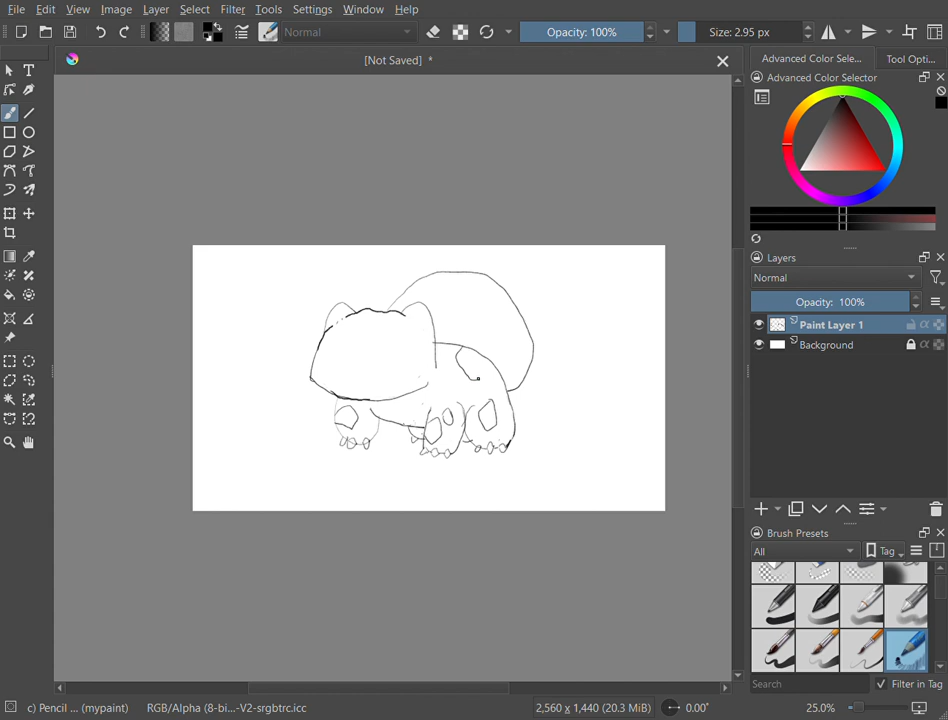 File Edit View Image Layer Select Filter Tools Settings Window Help
Normal Opacity: 100% Size: 2.95 px
[Not Saved] *
Advanced Color Sele... Tool Opti...
Advanced Color Selector
Layers
Normal
Opacity: 100%
Paint Layer 1
Background
Brush Presets
All Tag
Search Filter in Tag
c) Pencil ... (mypaint) RGB/Alpha (8-bi...-V2-srgbtrc.icc 2,560 x 1,440 (20.3 MiB) 0.00° 25.0%